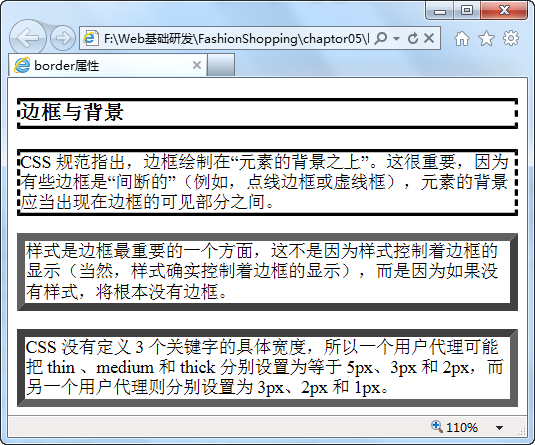 F:\Web基础研发\FashionShopping\chaptor05\
border属性
边框与背景
CSS 规范指出，边框绘制在“元素的背景之上”。这很重要，因为
有些边框是“间断的”（例如，点线边框或虚线框），元素的背景
应当出现在边框的可见部分之间。
样式是边框最重要的一个方面，这不是因为样式控制着边框的
显示（当然，样式确实控制着边框的显示），而是因为如果没
有样式，将根本没有边框。
CSS 没有定义 3 个关键字的具体宽度，所以一个用户代理可能
把 thin 、medium 和 thick 分别设置为等于 5px、3px 和 2px，而
另一个用户代理则分别设置为 3px、2px 和 1px。
110%